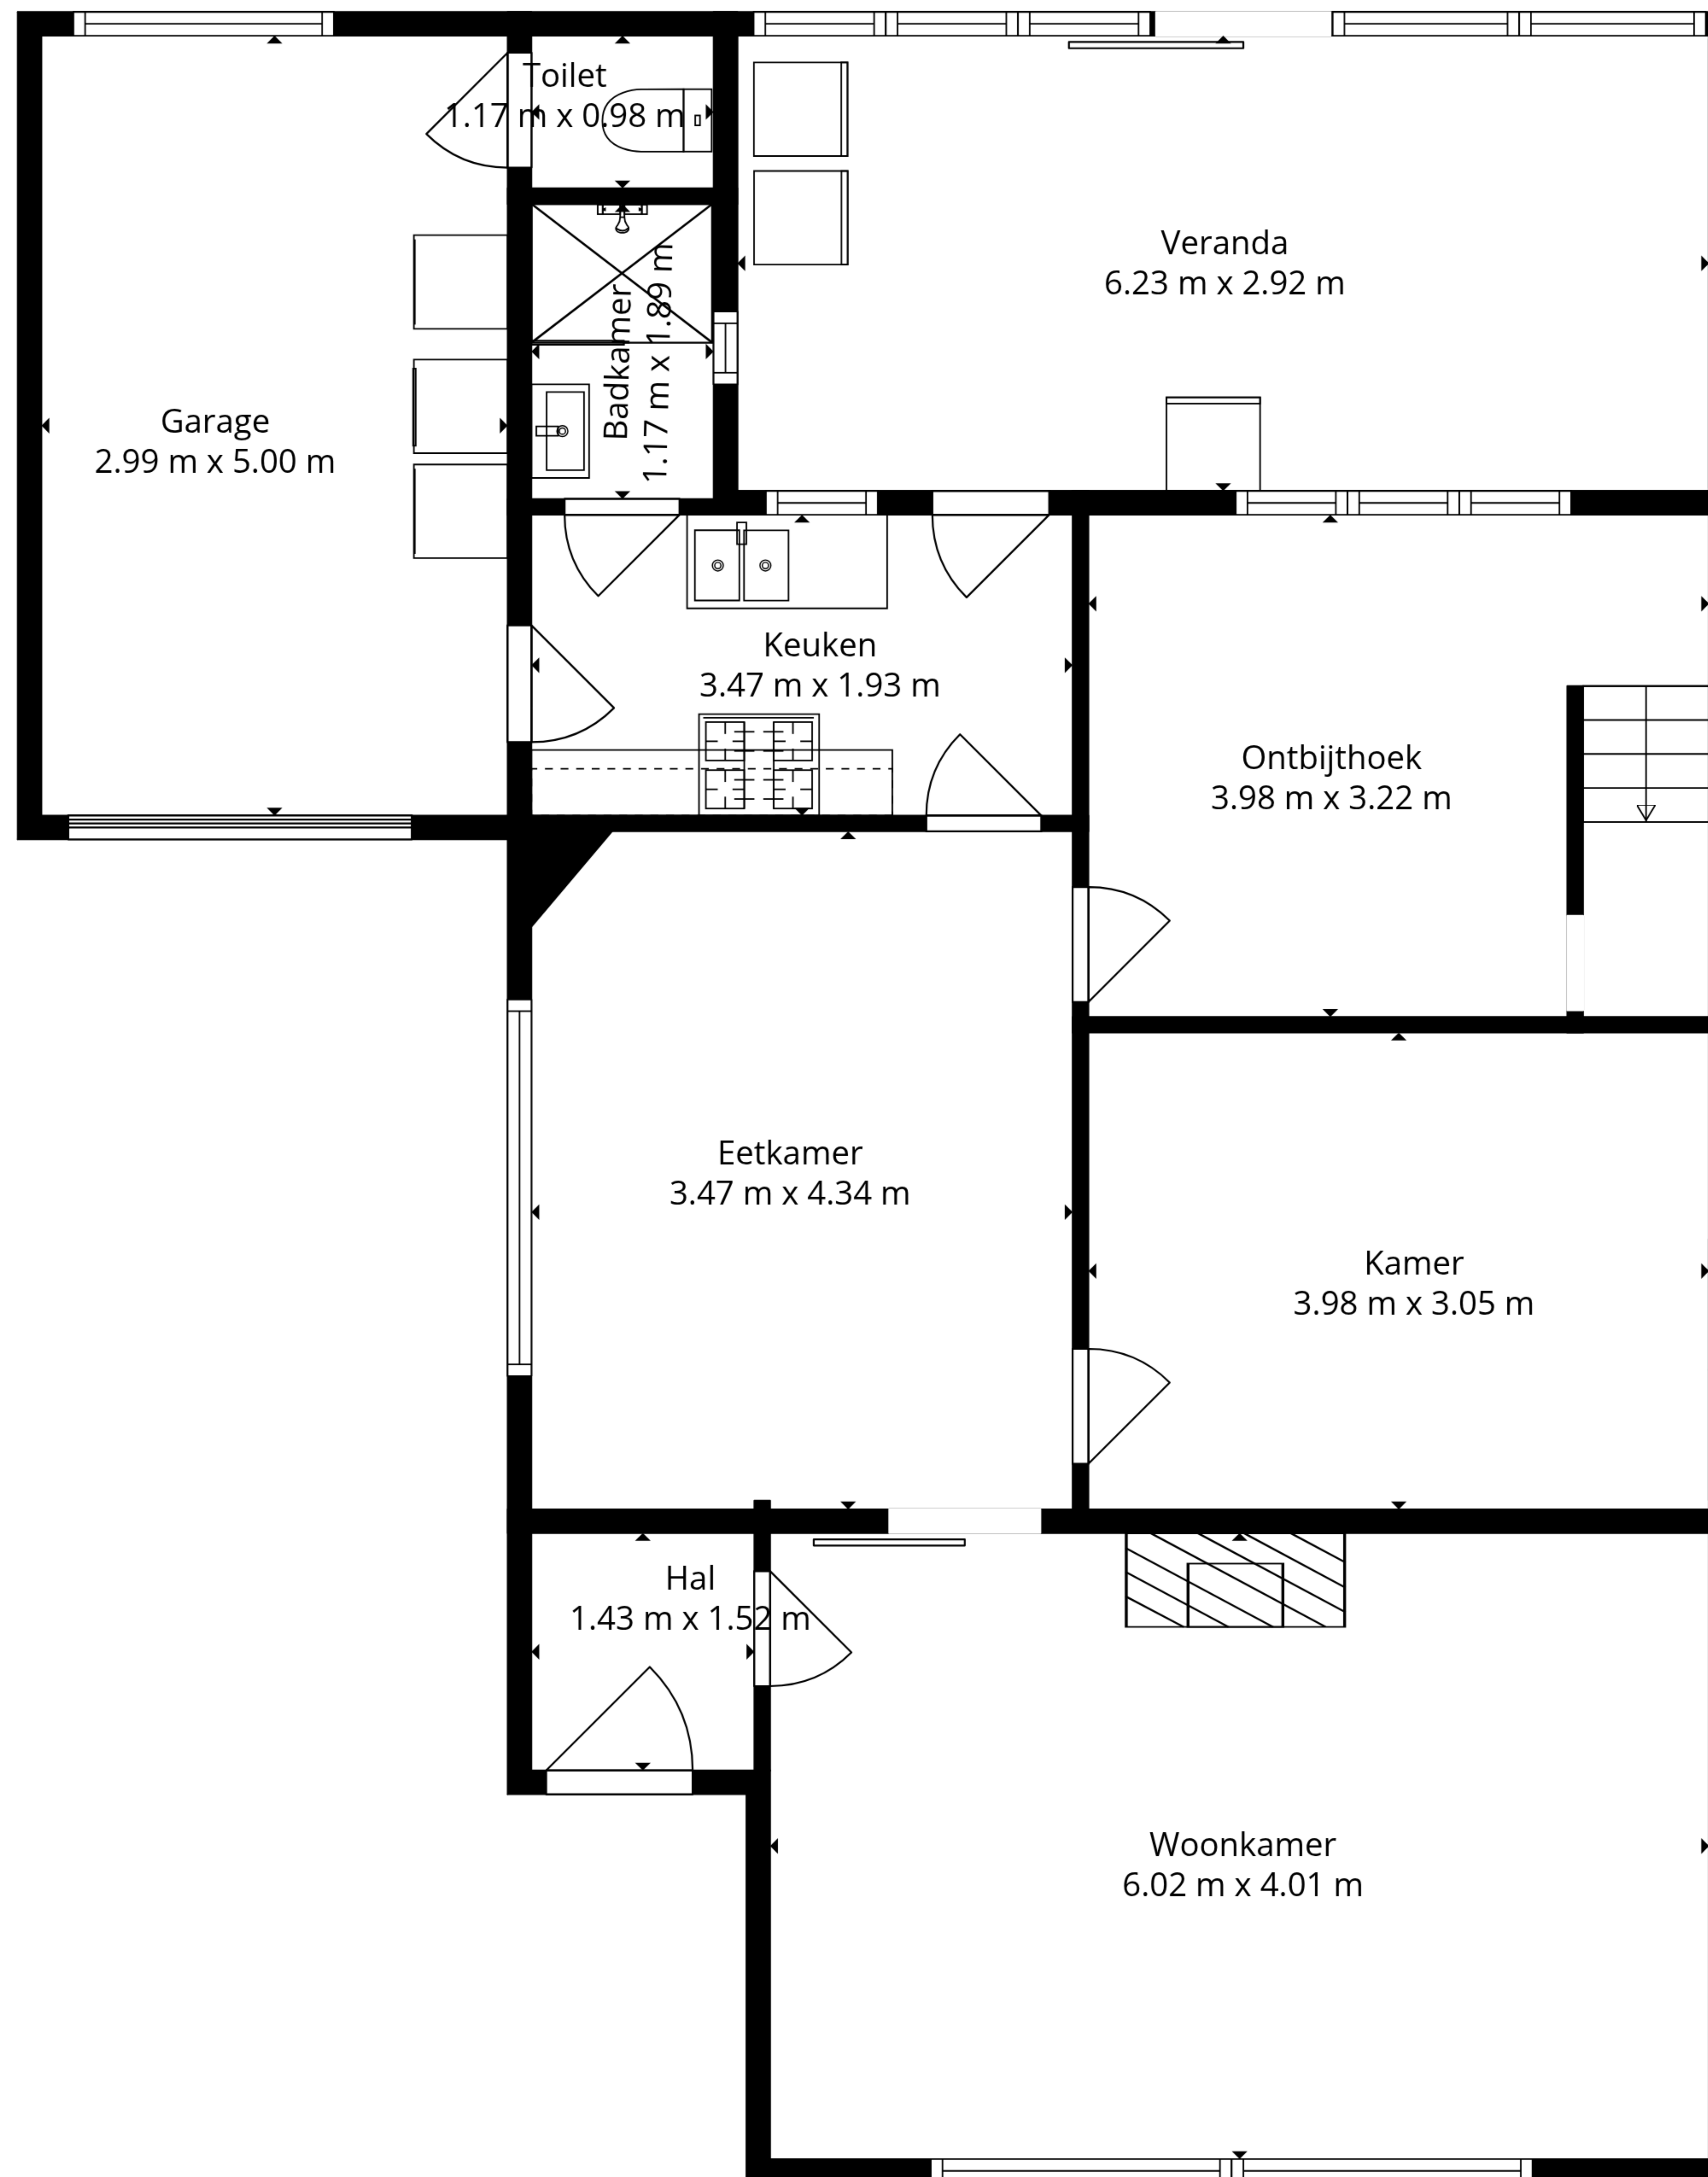 Toilet
1.17 m x 0.98 m
Veranda
6.23 m x 2.92 m
Badkamer
1.17 m x 1.89 m
Garage
2.99 m x 5.00 m
Keuken
3.47 m x 1.93 m
Ontbijthoek
3.98 m x 3.22 m
Eetkamer
3.47 m x 4.34 m
Kamer
3.98 m x 3.05 m
Hal
1.43 m x 1.52 m
Woonkamer
6.02 m x 4.01 m